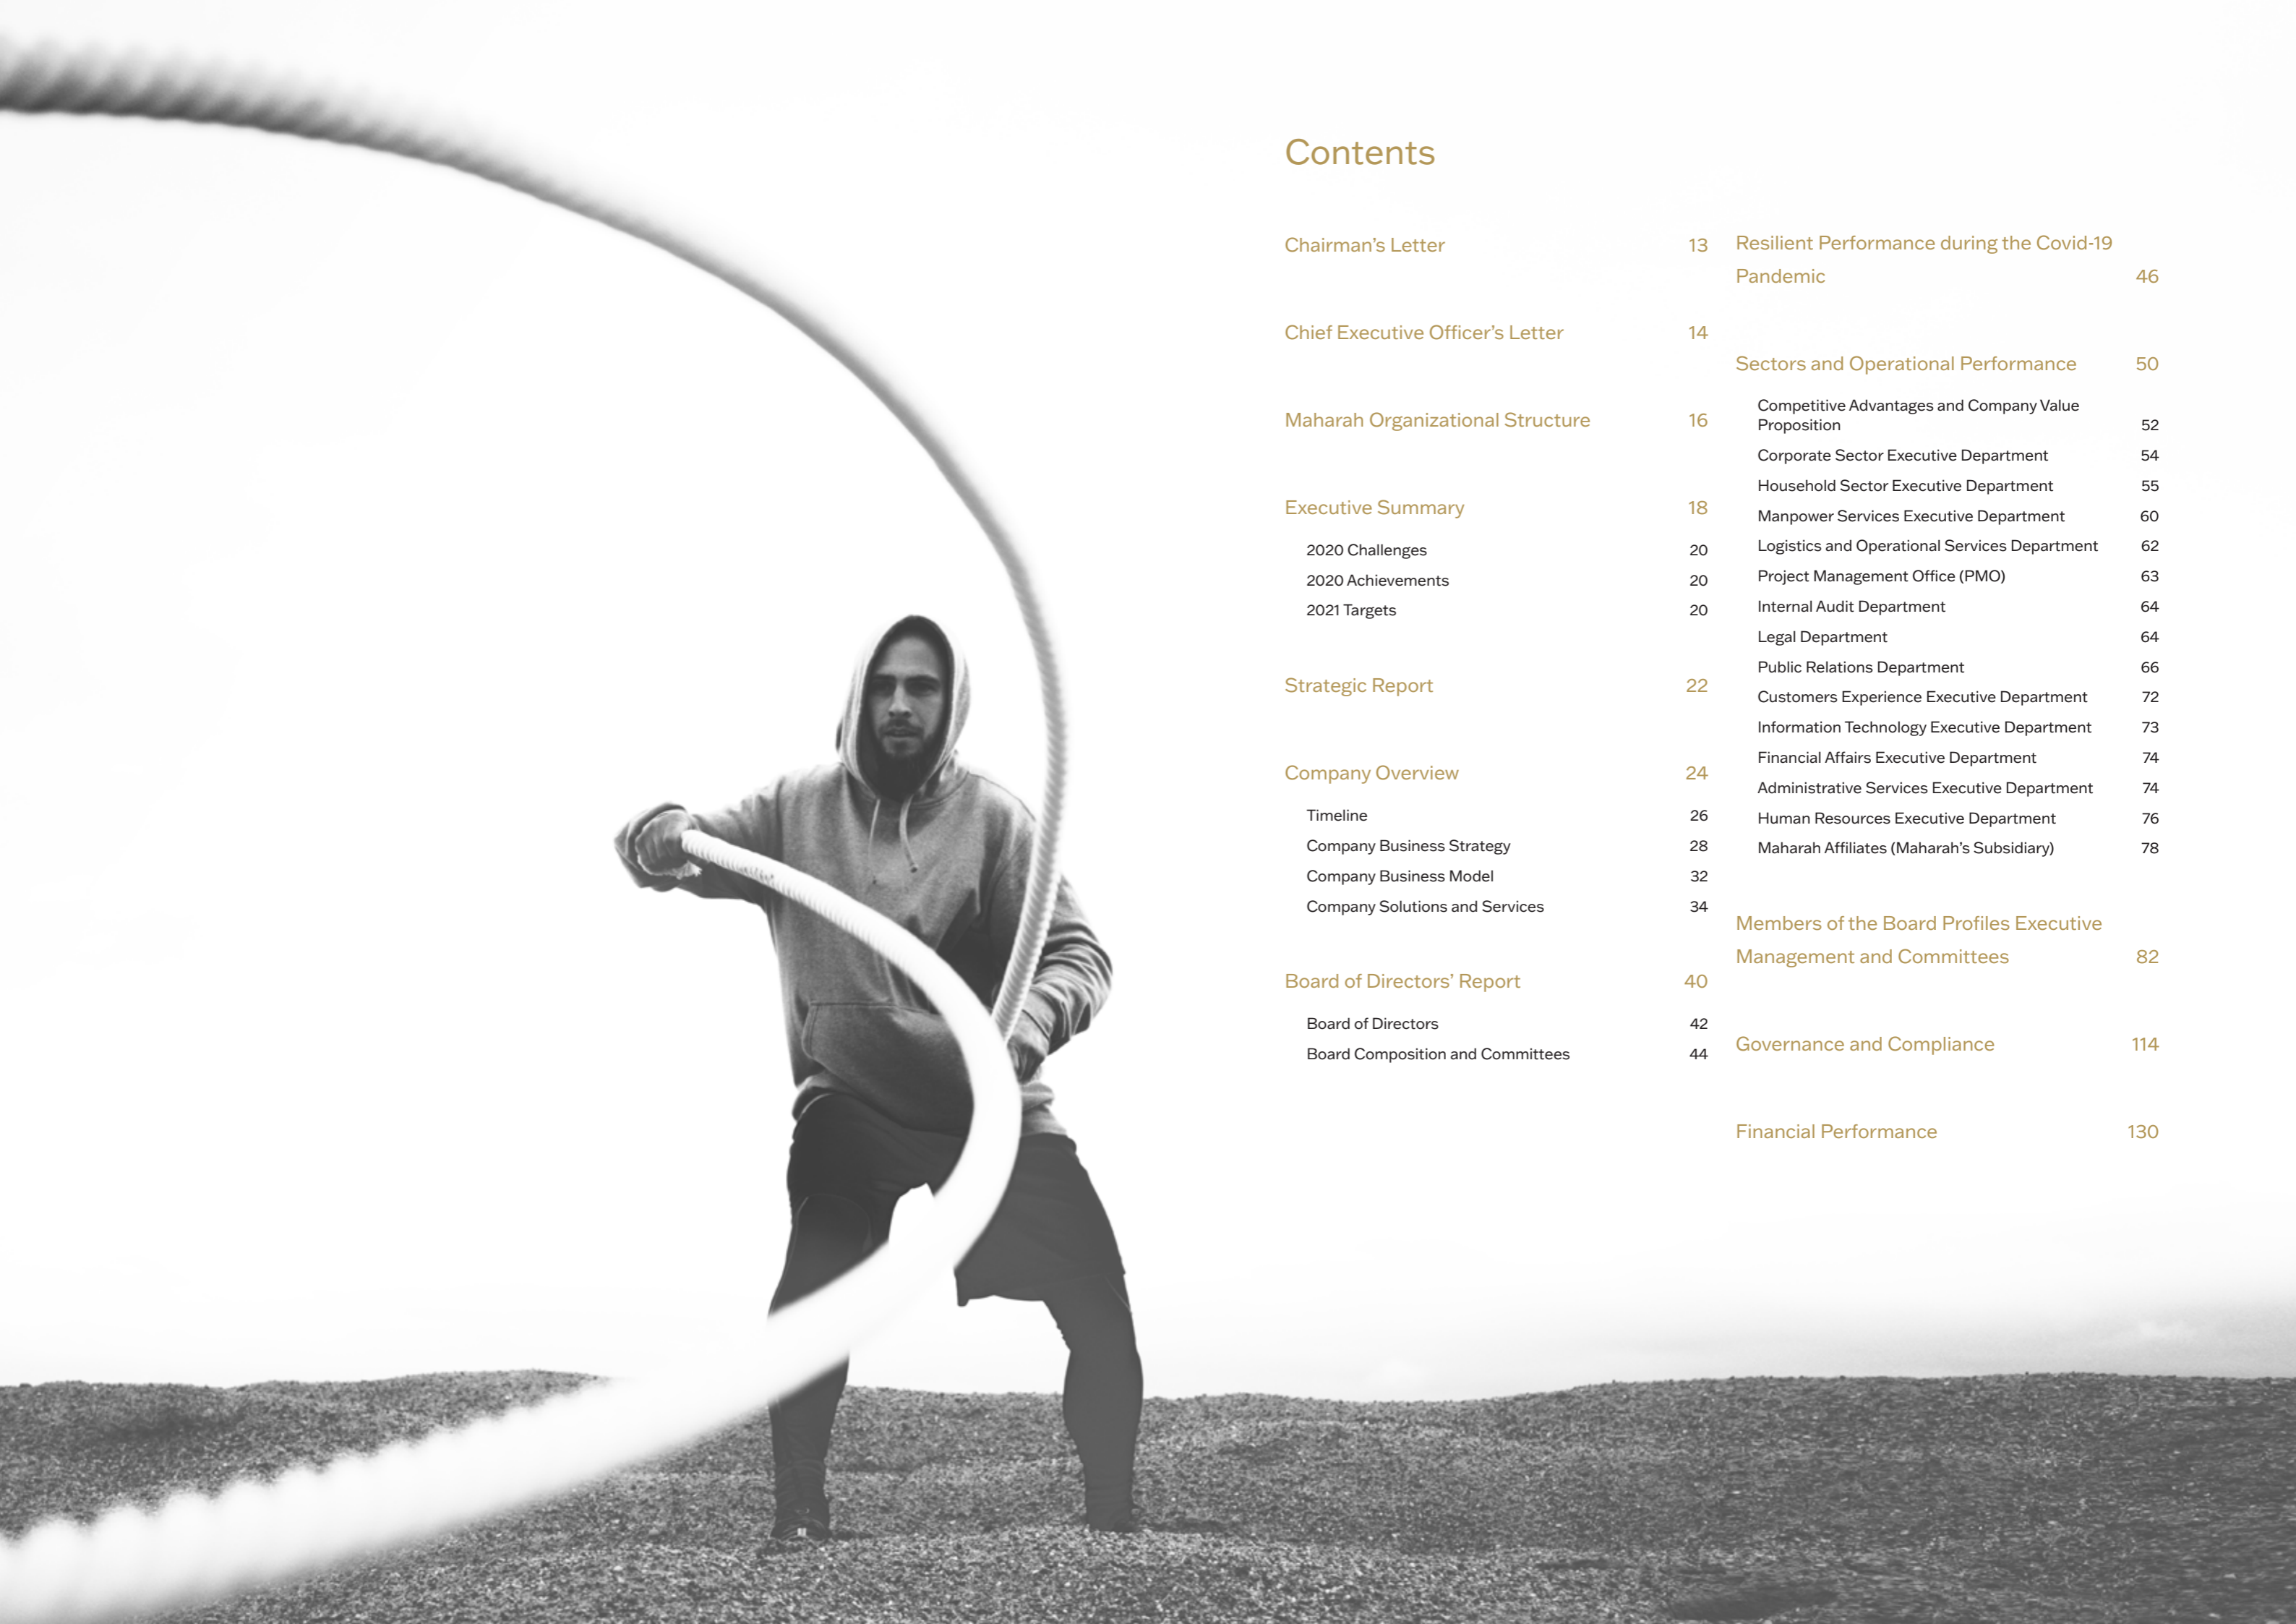 Contents
Chairman’s Letter 13
Chief Executive Officer’s Letter 14
Maharah Organizational Structure 16
Executive Summary 18
2020 Challenges 20
2020 Achievements 20
2021 Targets 20
Strategic Report 22
Company Overview 24
Timeline 26
Company Business Strategy 28
Company Business Model 32
Company Solutions and Services 34
Board of Directors’ Report 40
Board of Directors 42
Board Composition and Committees 44
Resilient Performance during the Covid-19
Pandemic 46
Sectors and Operational Performance 50
Competitive Advantages and Company Value
Proposition 52
Corporate Sector Executive Department 54
Household Sector Executive Department 55
Manpower Services Executive Department 60
Logistics and Operational Services Department 62
Project Management Office (PMO) 63
Internal Audit Department 64
Legal Department 64
Public Relations Department 66
Customers Experience Executive Department 72
Information Technology Executive Department 73
Financial Affairs Executive Department 74
Administrative Services Executive Department 74
Human Resources Executive Department 76
Maharah Affiliates (Maharah’s Subsidiary) 78
Members of the Board Profiles Executive
Management and Committees 82
Governance and Compliance 114
Financial Performance 130